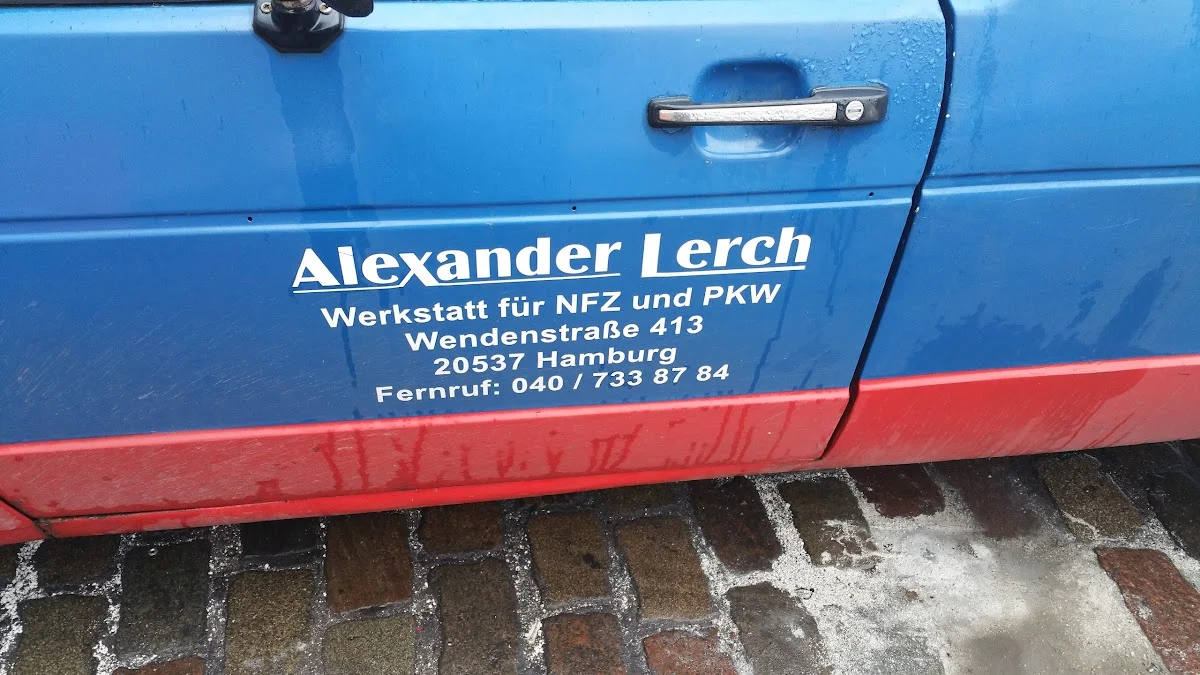 Alexander Lerch
Werkstatt für NFZ und PKW
Wendenstraße 413
20537 Hamburg
Fernruf: 040 / 733 87 84